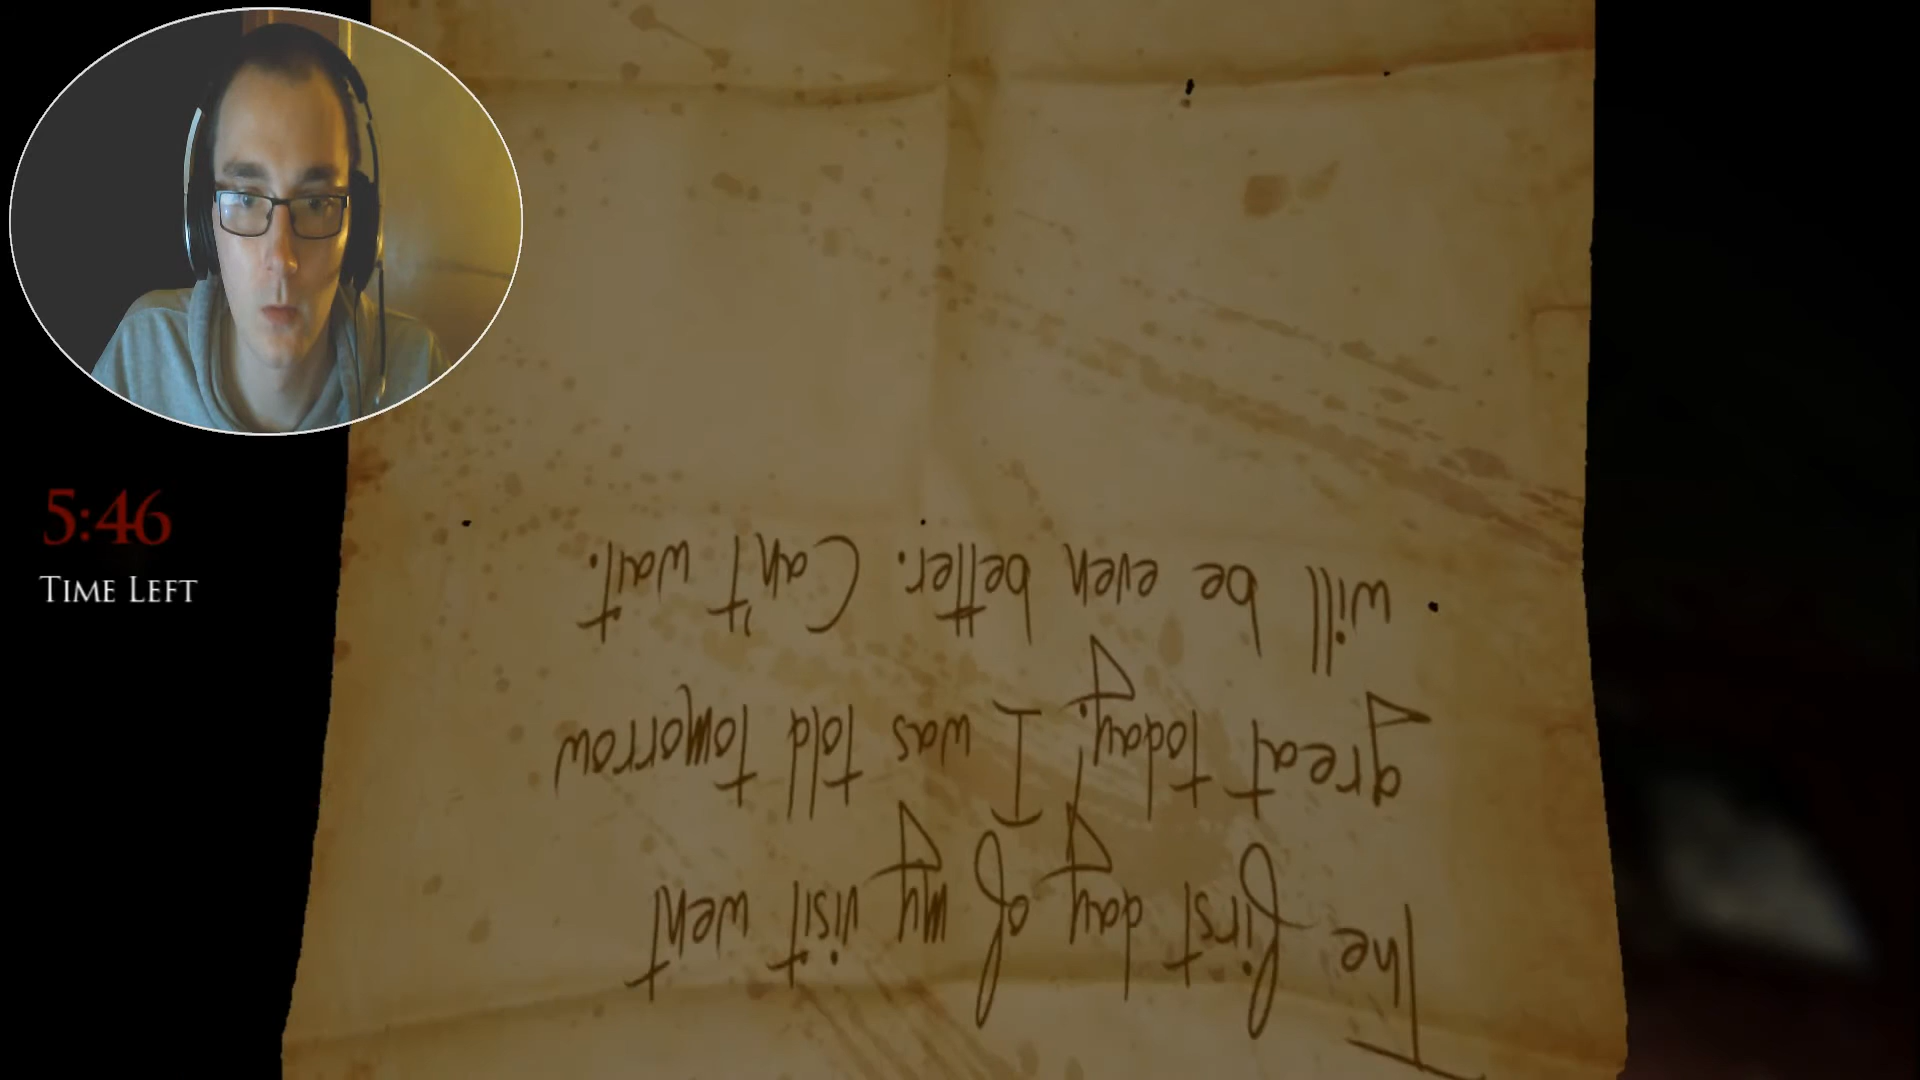 5:46
TIME LEFT
The first day of my visit went
great today! I was told tomorrow
will be even better. Can't wait.